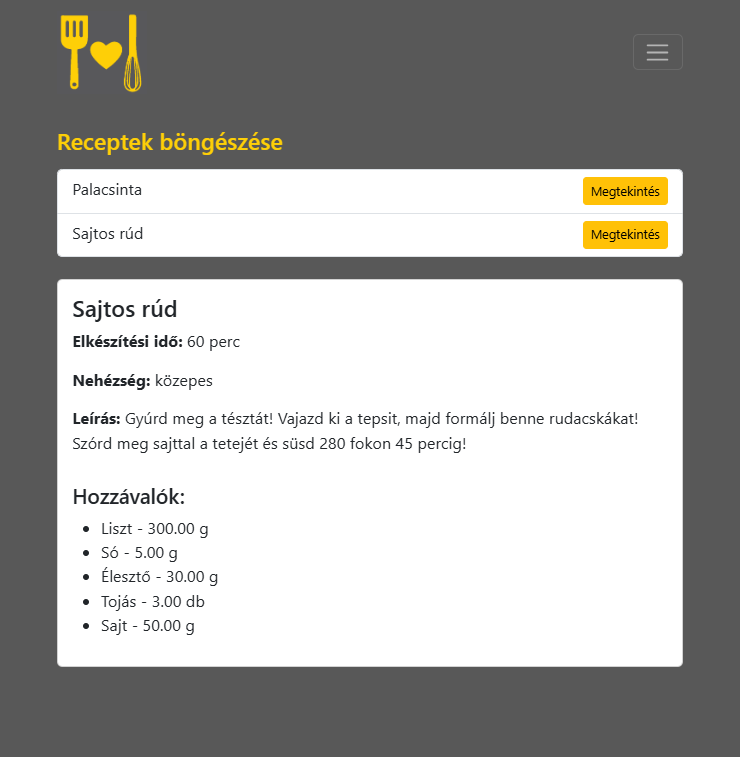 Receptek böngészése
Palacsinta Megtekintés
Sajtos rúd Megtekintés
Sajtos rúd
Elkészítési idő: 60 perc
Nehézség: közepes
Leírás: Gyúrd meg a tésztát! Vajazd ki a tepsit, majd formálj benne rudacskákat!
Szórd meg sajttal a tetejét és süsd 280 fokon 45 percig!
Hozzávalók:
• Liszt - 300.00 g
• Só - 5.00 g
• Élesztő - 30.00 g
• Tojás - 3.00 db
• Sajt - 50.00 g